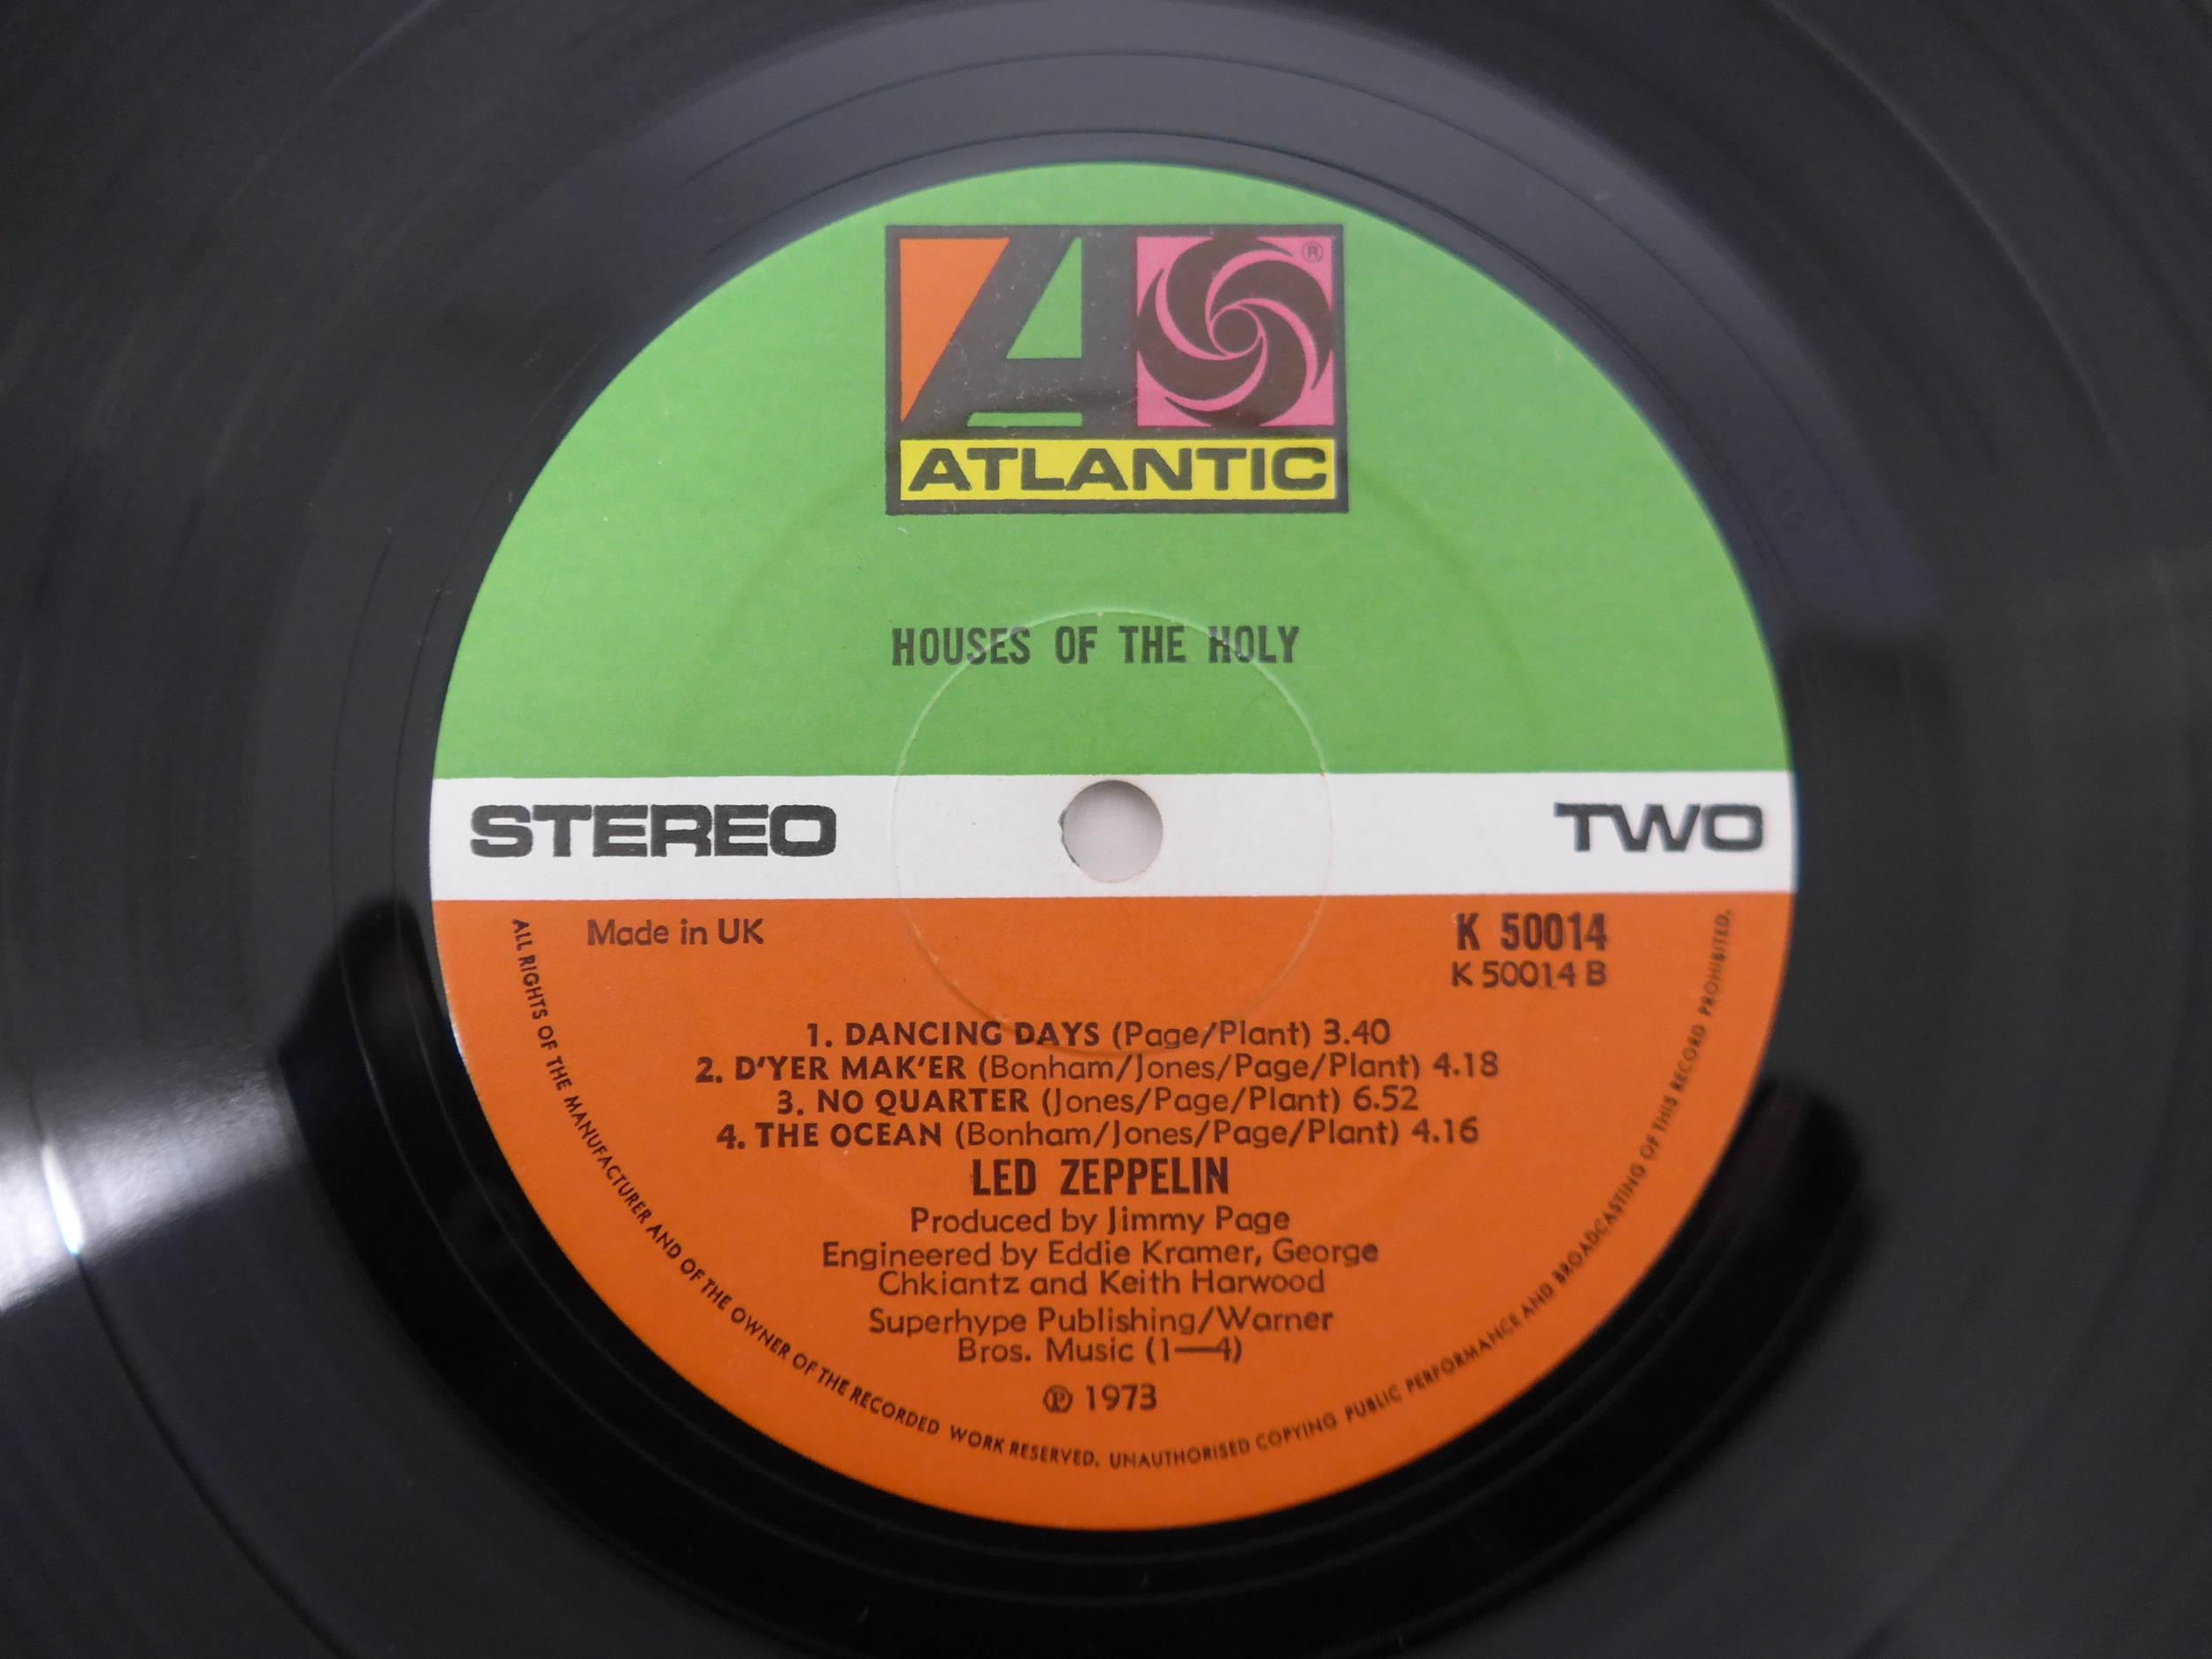 ®
ATLANTIC
HOUSES OF THE HOLY
STEREO
TWO
Made in UK
K 50014
K 50014 B
1. DANCING DAYS (Page/Plant) 3.40
2. D'YER MAK'ER (Bonham/Jones/Page/Plant) 4.18
3. NO QUARTER (Jones/Page/Plant) 6.52
4. THE OCEAN (Bonham/Jones/Page/Plant) 4.16
LED ZEPPELIN
Produced by Jimmy Page
Engineered by Eddie Kramer, George
Chkiantz and Keith Harwood
Superhype Publishing/Warner
Bros. Music (1—4)
℗ 1973
ALL RIGHTS OF THE MANUFACTURER AND OF THE OWNER OF THE RECORDED WORK RESERVED. UNAUTHORISED COPYING PUBLIC PERFORMANCE AND BROADCASTING OF THIS RECORD PROHIBITED.